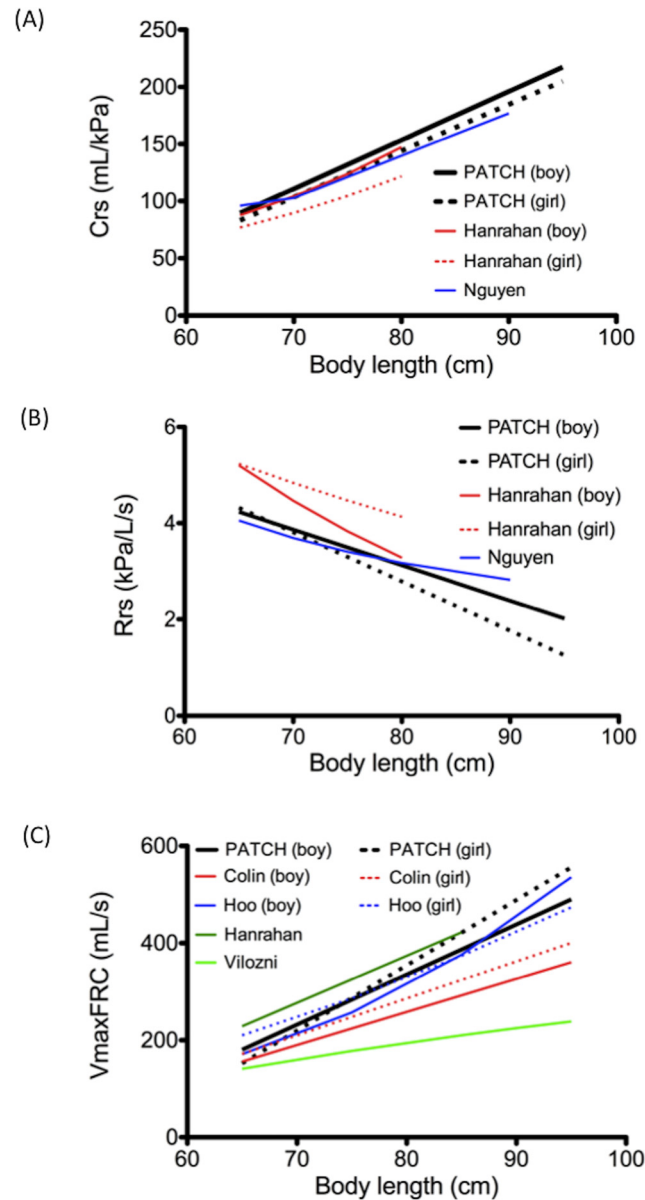 (A)
250
200
150
100
50
0
Crs (mL/kPa)
PATCH (boy)
PATCH (girl)
Hanrahan (boy)
Hanrahan (girl)
Nguyen
60 70 80 90 100
Body length (cm)
(B)
6
4
2
0
Rrs (kPa/L/s)
PATCH (boy)
PATCH (girl)
Hanrahan (boy)
Hanrahan (girl)
Nguyen
60 70 80 90 100
Body length (cm)
(C)
600
400
200
0
VmaxFRC (mL/s)
PATCH (boy) PATCH (girl)
Colin (boy) Colin (girl)
Hoo (boy) Hoo (girl)
Hanrahan
Vilozni
60 70 80 90 100
Body length (cm)